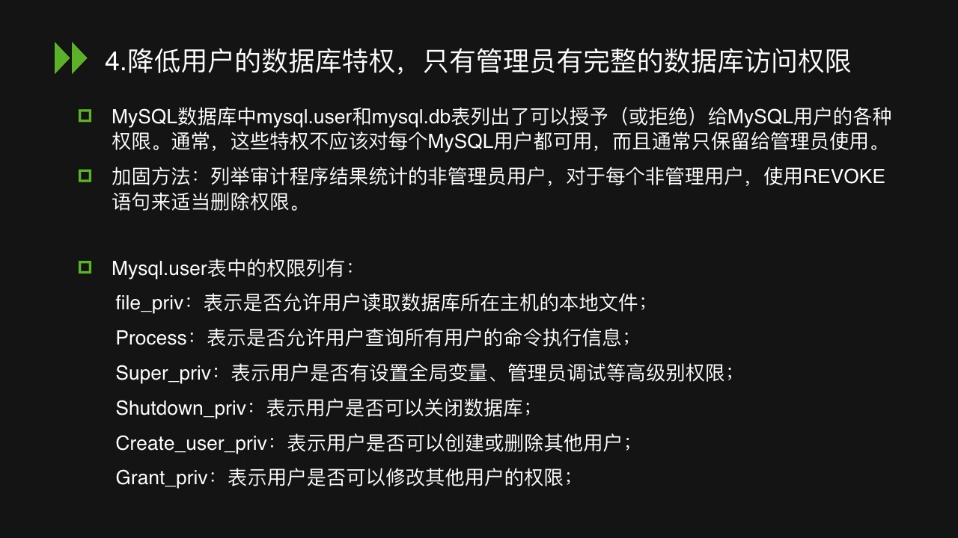 4.降低用户的数据库特权，只有管理员有完整的数据库访问权限
MySQL数据库中mysql.user和mysql.db表列出了可以授予（或拒绝）给MySQL用户的各种
权限。通常，这些特权不应该对每个MySQL用户都可用，而且通常只保留给管理员使用。
加固方法：列举审计程序结果统计的非管理员用户，对于每个非管理用户，使用REVOKE
语句来适当删除权限。
Mysql.user表中的权限列有：
file_priv：表示是否允许用户读取数据库所在主机的本地文件；
Process：表示是否允许用户查询所有用户的命令执行信息；
Super_priv：表示用户是否有设置全局变量、管理员调试等高级别权限；
Shutdown_priv：表示用户是否可以关闭数据库；
Create_user_priv：表示用户是否可以创建或删除其他用户；
Grant_priv：表示用户是否可以修改其他用户的权限；